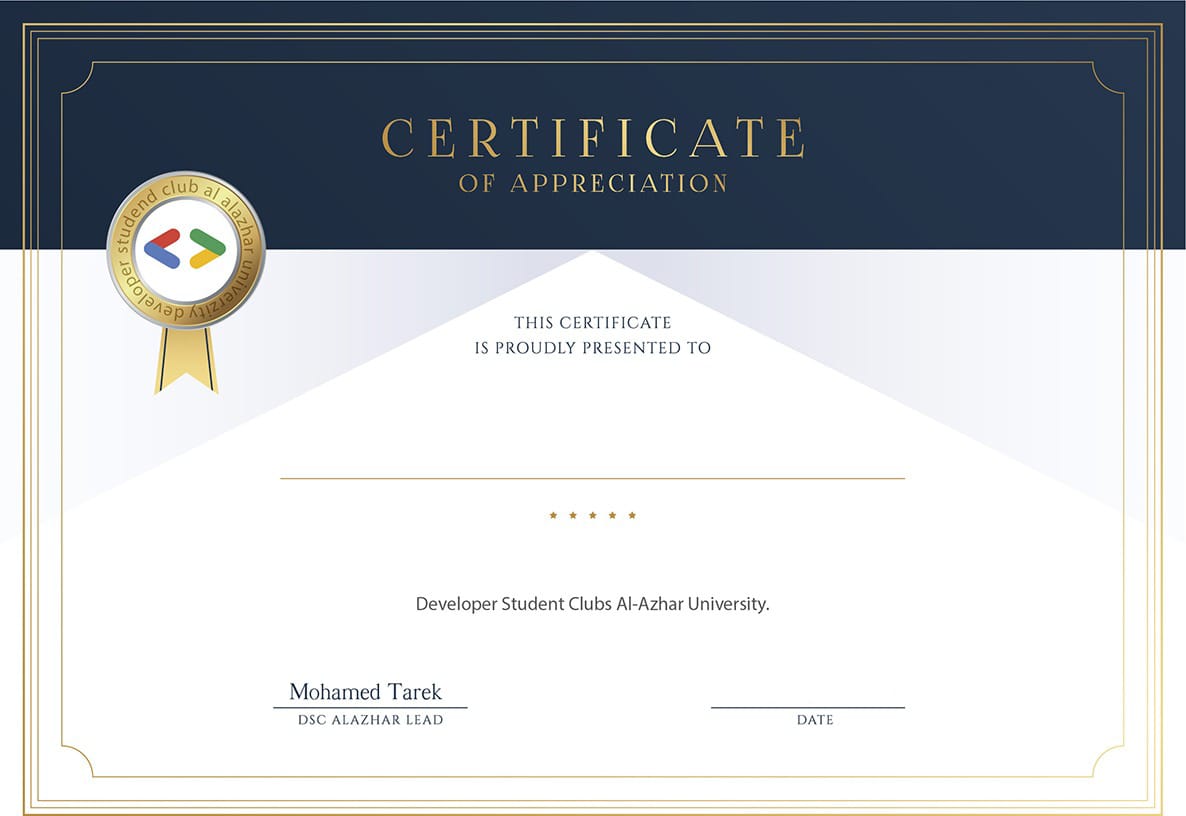 CERTIFICATE
OF APPRECIATION
developer studend club al alazhar univerzity
THIS CERTIFICATE
IS PROUDLY PRESENTED TO
Developer Student Clubs Al-Azhar University.
Mohamed Tarek
DSC ALAZHAR LEAD
DATE